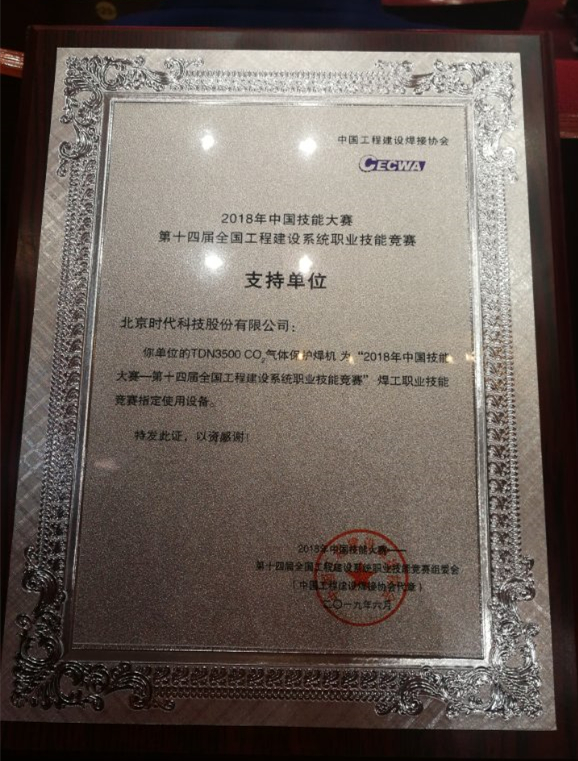 中国工程建设焊接协会
CECWA
2018年中国技能大赛
第十四届全国工程建设系统职业技能竞赛
支持单位
北京时代科技股份有限公司：
你单位的TDN3500 CO₂气体保护焊机 为“2018年中国技能
大赛—第十四届全国工程建设系统职业技能竞赛” 焊工职业技能
竞赛指定使用设备。
特发此证，以资感谢！
2018年中国技能大赛——
第十四届全国工程建设系统职业技能竞赛组委会
（中国工程建设焊接协会代章）
二〇一九年六月